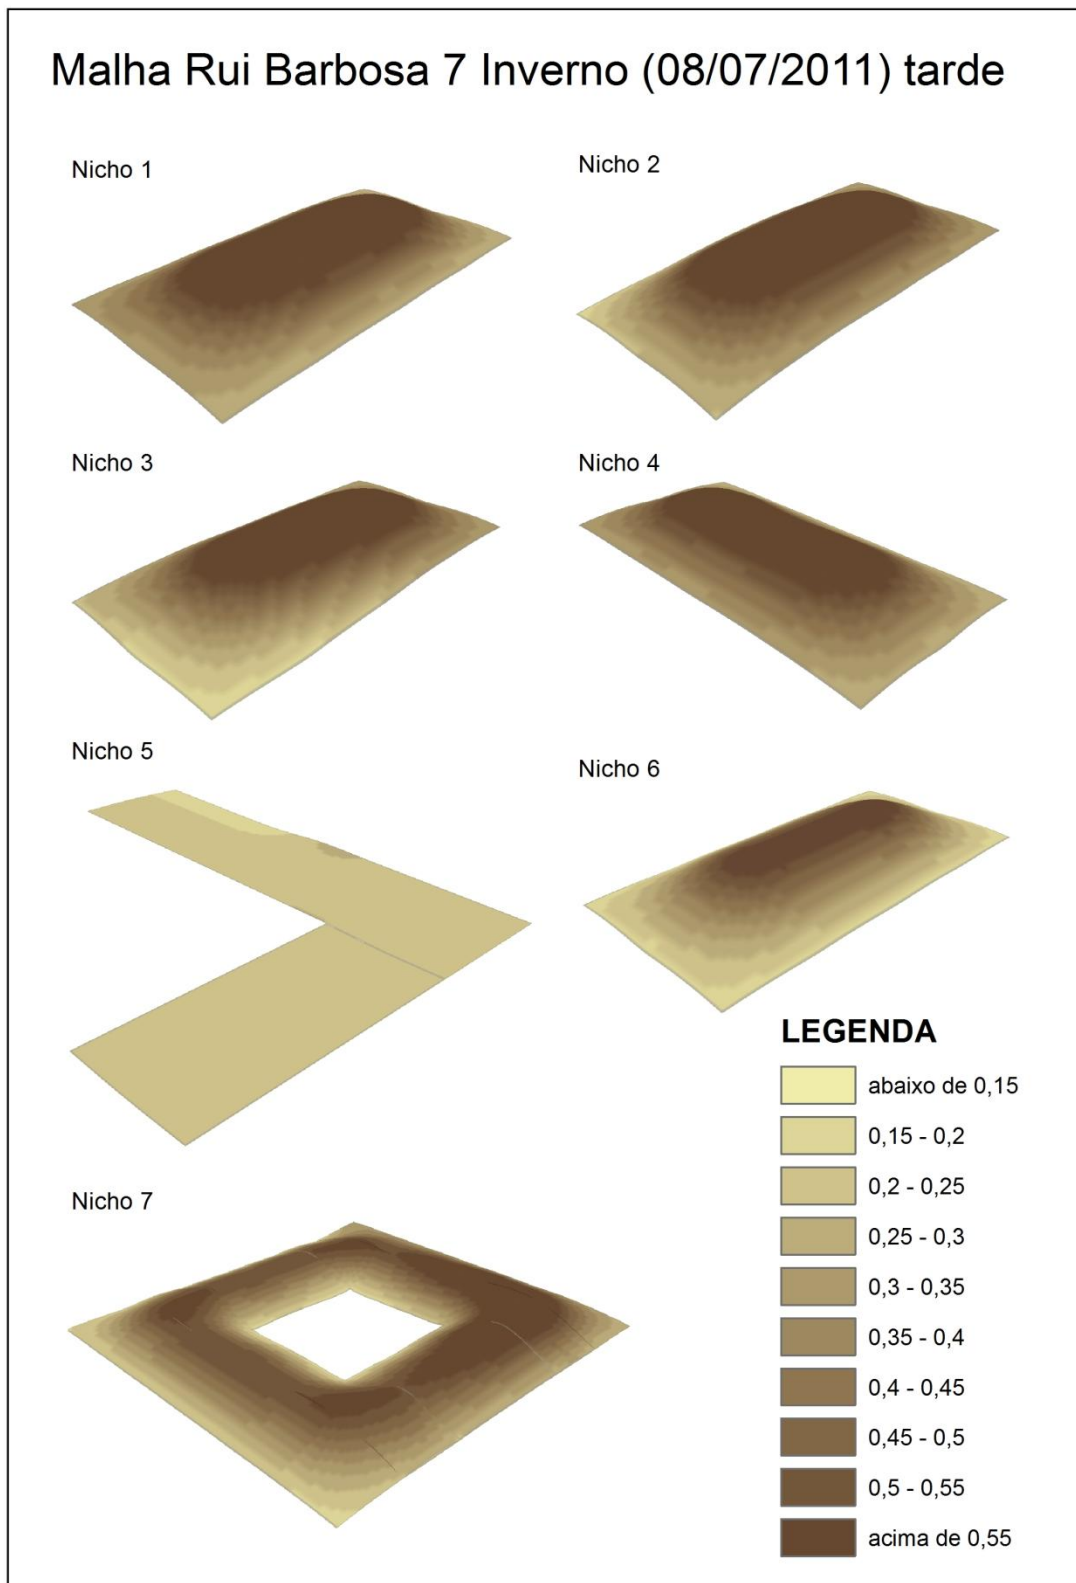 Malha Rui Barbosa 7 Inverno (08/07/2011) tarde
Nicho 1
Nicho 2
Nicho 3
Nicho 4
Nicho 5
Nicho 6
Nicho 7
LEGENDA
abaixo de 0,15
0,15 - 0,2
0,2 - 0,25
0,25 - 0,3
0,3 - 0,35
0,35 - 0,4
0,4 - 0,45
0,45 - 0,5
0,5 - 0,55
acima de 0,55